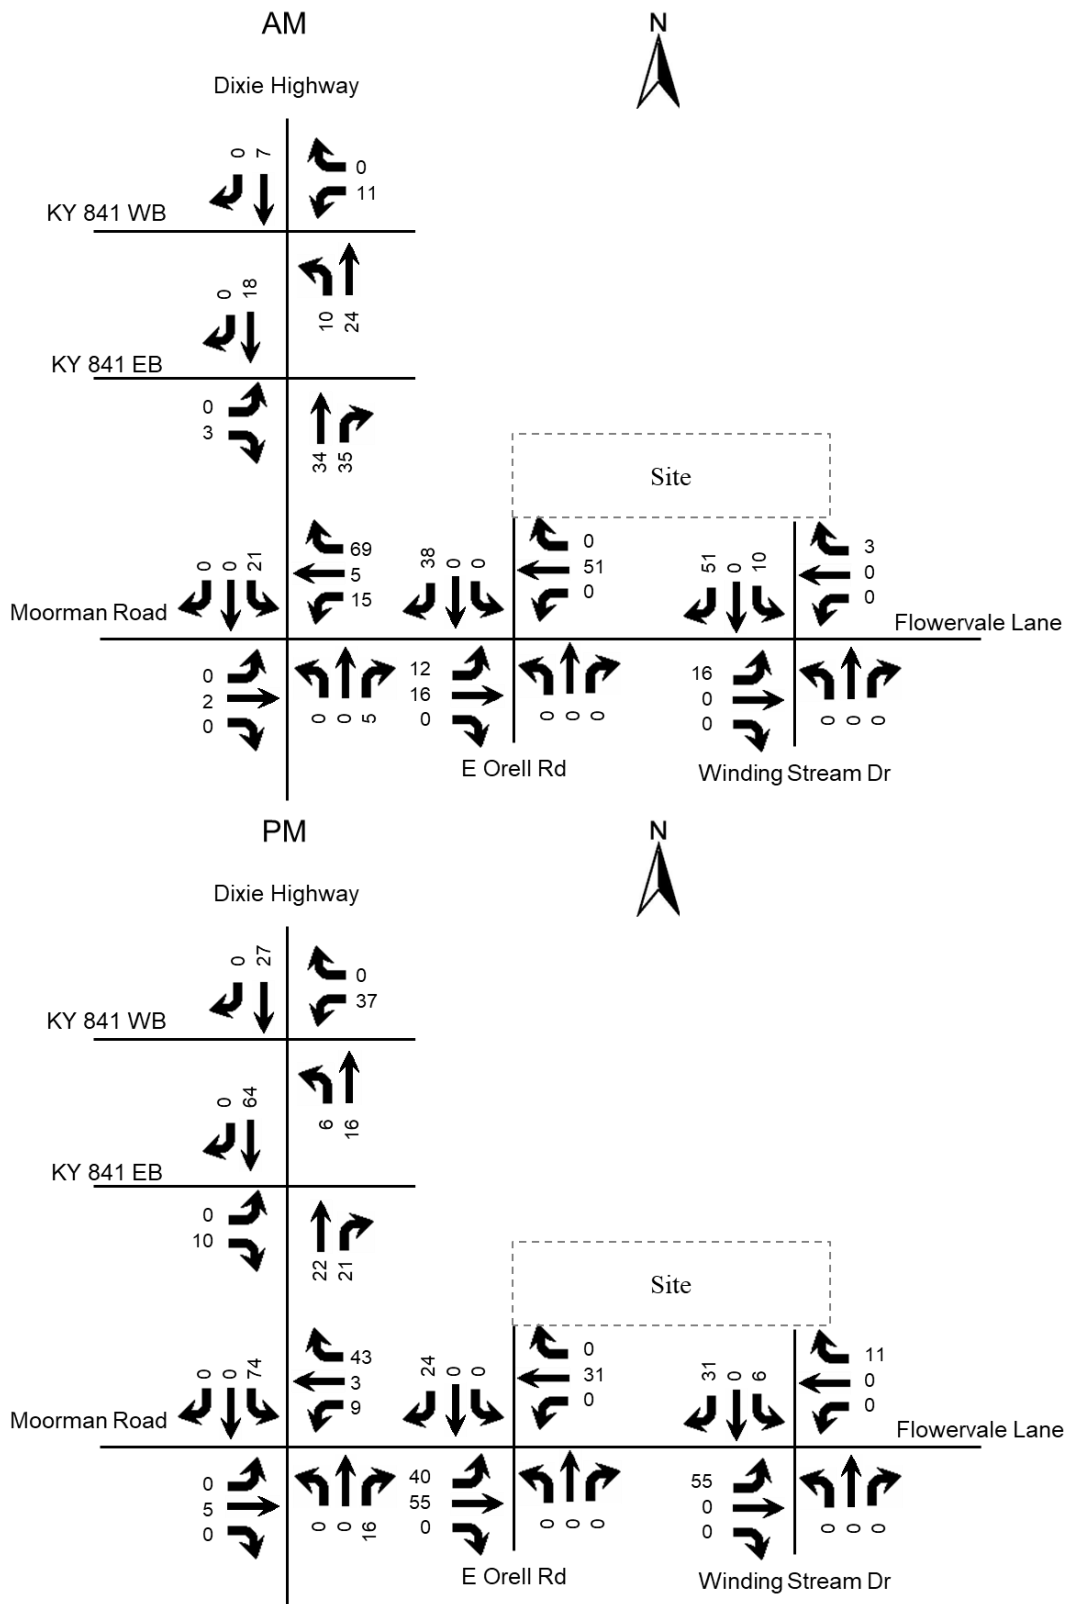 AM
N
Dixie Highway
0 7
0
11
KY 841 WB
0 18
10 24
KY 841 EB
0
3
34 35
Site
0 0 21
69
5
15
38 0 0
0
51
0
51 0 10
3
0
0
Moorman Road
Flowervale Lane
0
2
0
0 0 5
12
16
0
0 0 0
16
0
0
0 0 0
E Orell Rd
Winding Stream Dr
PM
N
Dixie Highway
0 27
0
37
KY 841 WB
0 64
6 16
KY 841 EB
0
10
22 21
Site
0 0 74
43
3
9
24 0 0
0
31
0
31 0 6
11
0
0
Moorman Road
Flowervale Lane
0
5
0
0 0 16
40
55
0
0 0 0
55
0
0
0 0 0
E Orell Rd
Winding Stream Dr